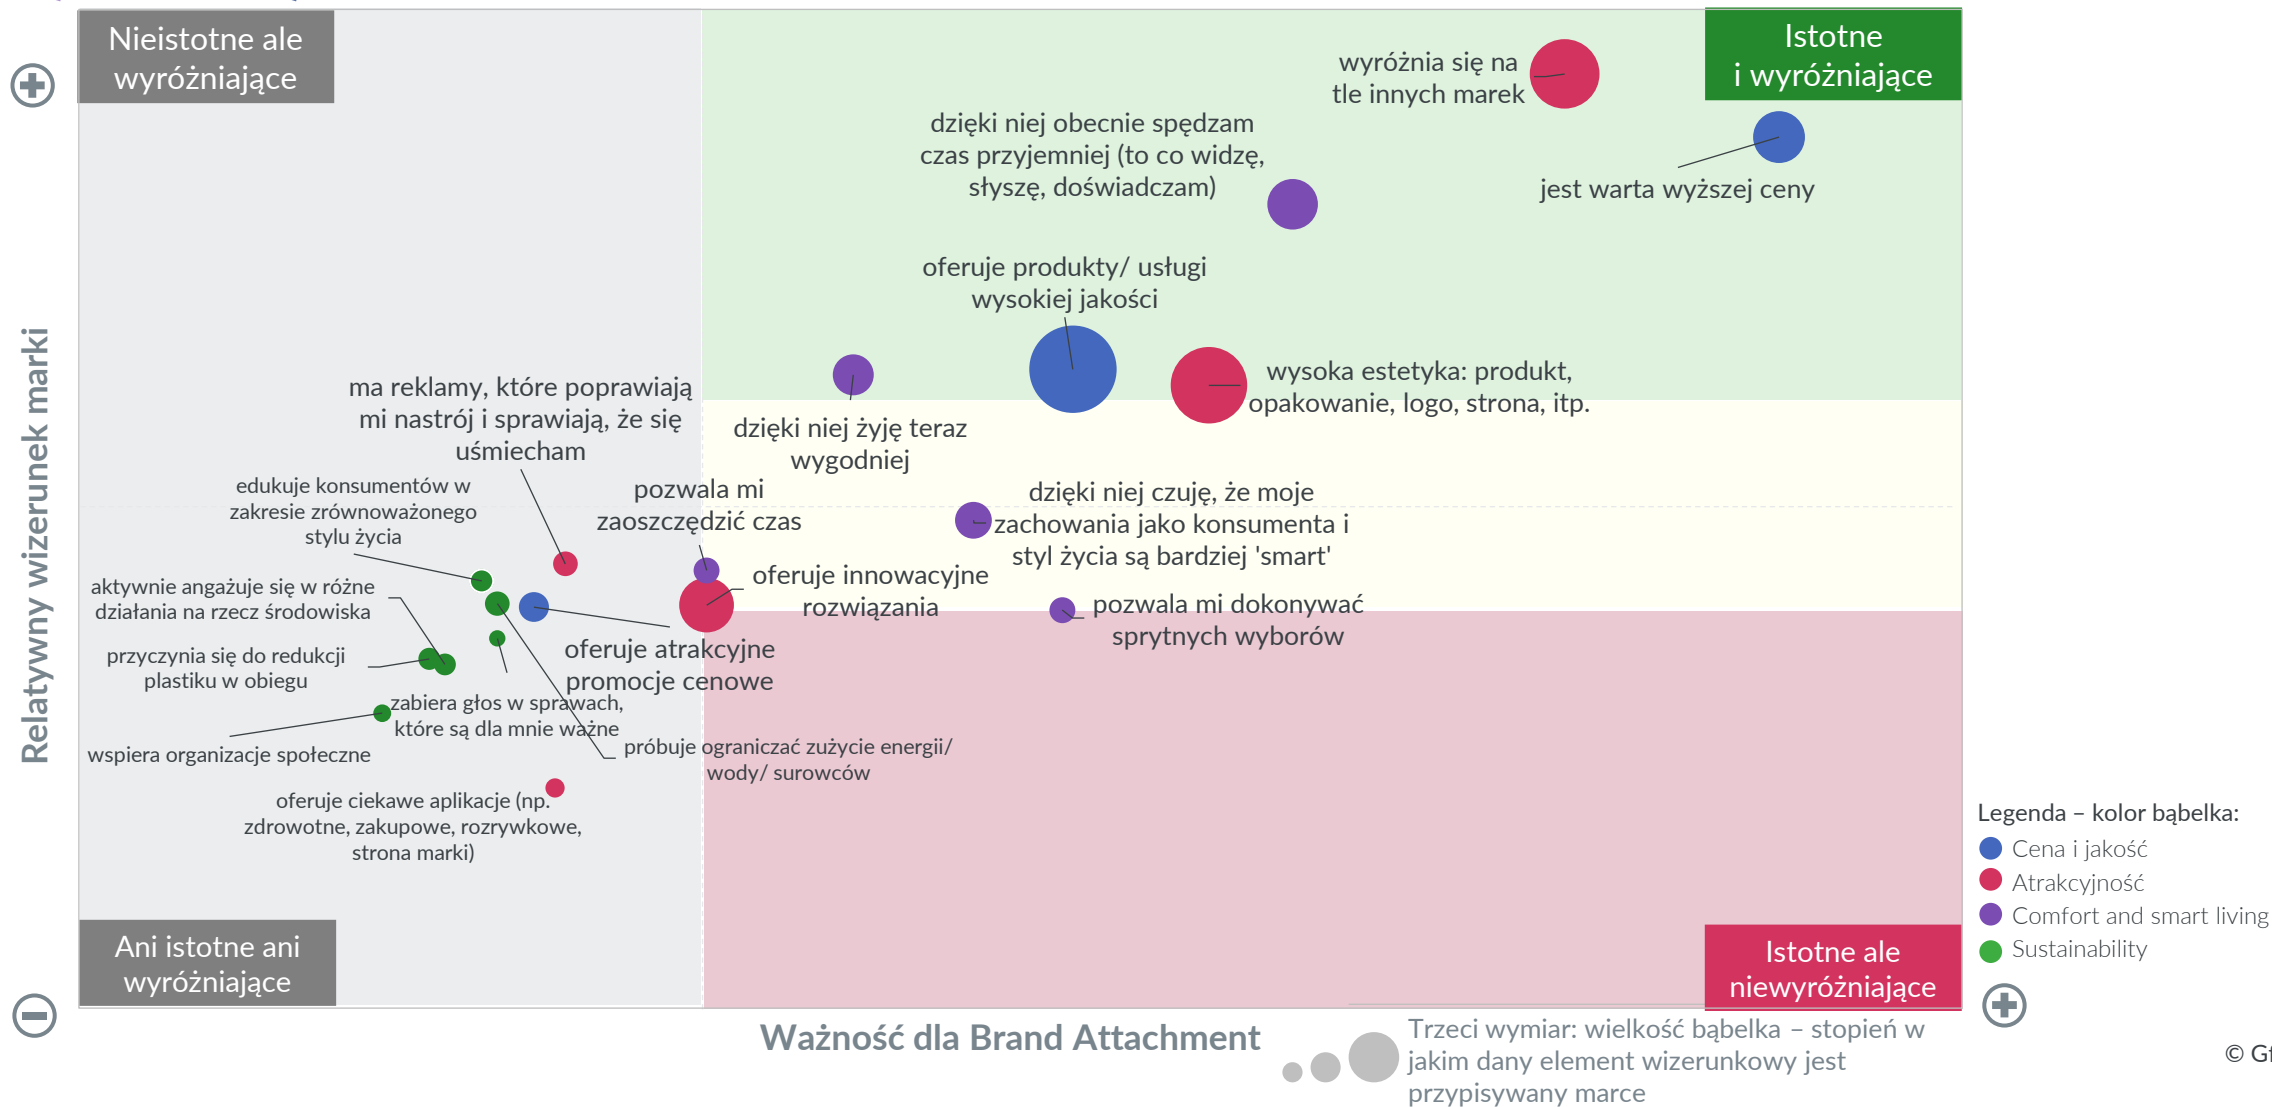 Nieistotne ale
wyróżniające
Istotne
i wyróżniające
wyróżnia się na
tle innych marek
dzięki niej obecnie spędzam
czas przyjemniej (to co widzę,
słyszę, doświadczam)
jest warta wyższej ceny
oferuje produkty/ usługi
wysokiej jakości
wysoka estetyka: produkt,
opakowanie, logo, strona, itp.
ma reklamy, które poprawiają
mi nastrój i sprawiają, że się
uśmiecham
dzięki niej żyję teraz
wygodniej
edukuje konsumentów w
zakresie zrównoważonego
stylu życia
pozwala mi
zaoszczędzić czas
dzięki niej czuję, że moje
zachowania jako konsumenta i
styl życia są bardziej 'smart'
aktywnie angażuje się w różne
działania na rzecz środowiska
oferuje innowacyjne
rozwiązania
pozwala mi dokonywać
sprytnych wyborów
przyczynia się do redukcji
plastiku w obiegu
oferuje atrakcyjne
promocje cenowe
zabiera głos w sprawach,
które są dla mnie ważne
wspiera organizacje społeczne
próbuje ograniczać zużycie energii/
wody/ surowców
oferuje ciekawe aplikacje (np.
zdrowotne, zakupowe, rozrywkowe,
strona marki)
Relatywny wizerunek marki
Legenda – kolor bąbelka:
Cena i jakość
Atrakcyjność
Comfort and smart living
Sustainability
Ani istotne ani
wyróżniające
Istotne ale
niewyróżniające
Ważność dla Brand Attachment
Trzeci wymiar: wielkość bąbelka – stopień w
jakim dany element wizerunkowy jest
przypisywany marce
©